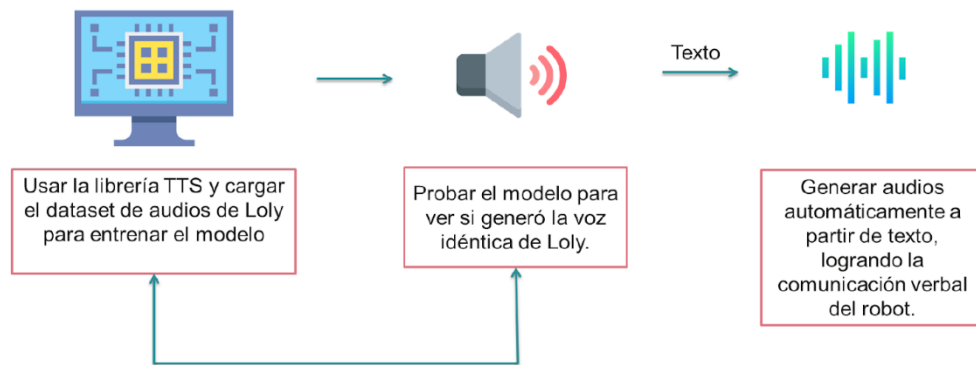 Texto
Usar la librería TTS y cargar
el dataset de audios de Loly
para entrenar el modelo
Probar el modelo para
ver si generó la voz
idéntica de Loly.
Generar audios
automáticamente a
partir de texto,
logrando la
comunicación verbal
del robot.